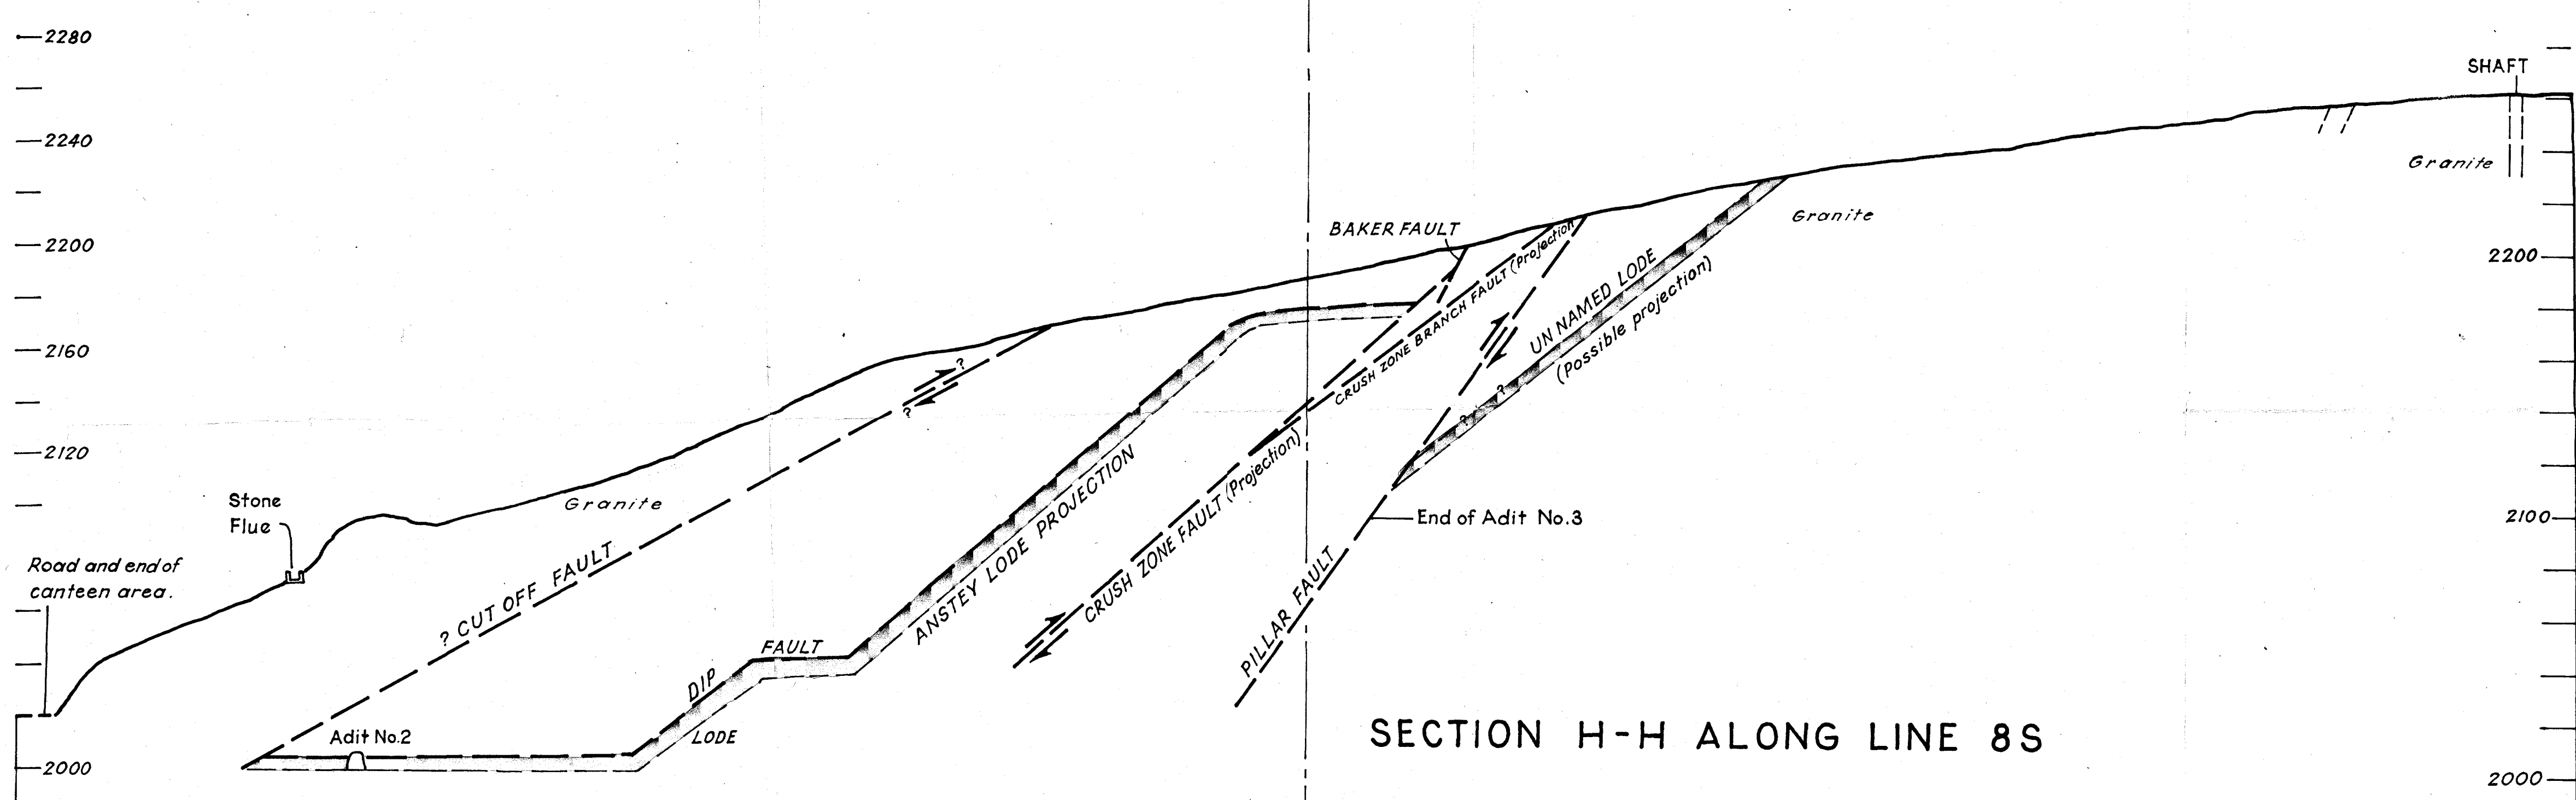 2280
2240
2200
2160
2120
2000
SHAFT
Granite
Granite
BAKER FAULT
CRUSH ZONE BRANCH FAULT (Projection)
UN NAMED LODE
(Possible projection)
?
?
2200
2100
2000
?
?
Granite
Stone
Flue
Road and end of
canteen area.
? CUT OFF FAULT
ANSTEY LODE PROJECTION
CRUSH ZONE FAULT (Projection)
End of Adit No.3
PILLAR FAULT
DIP
FAULT
LODE
Adit No.2
SECTION H-H ALONG LINE 8S